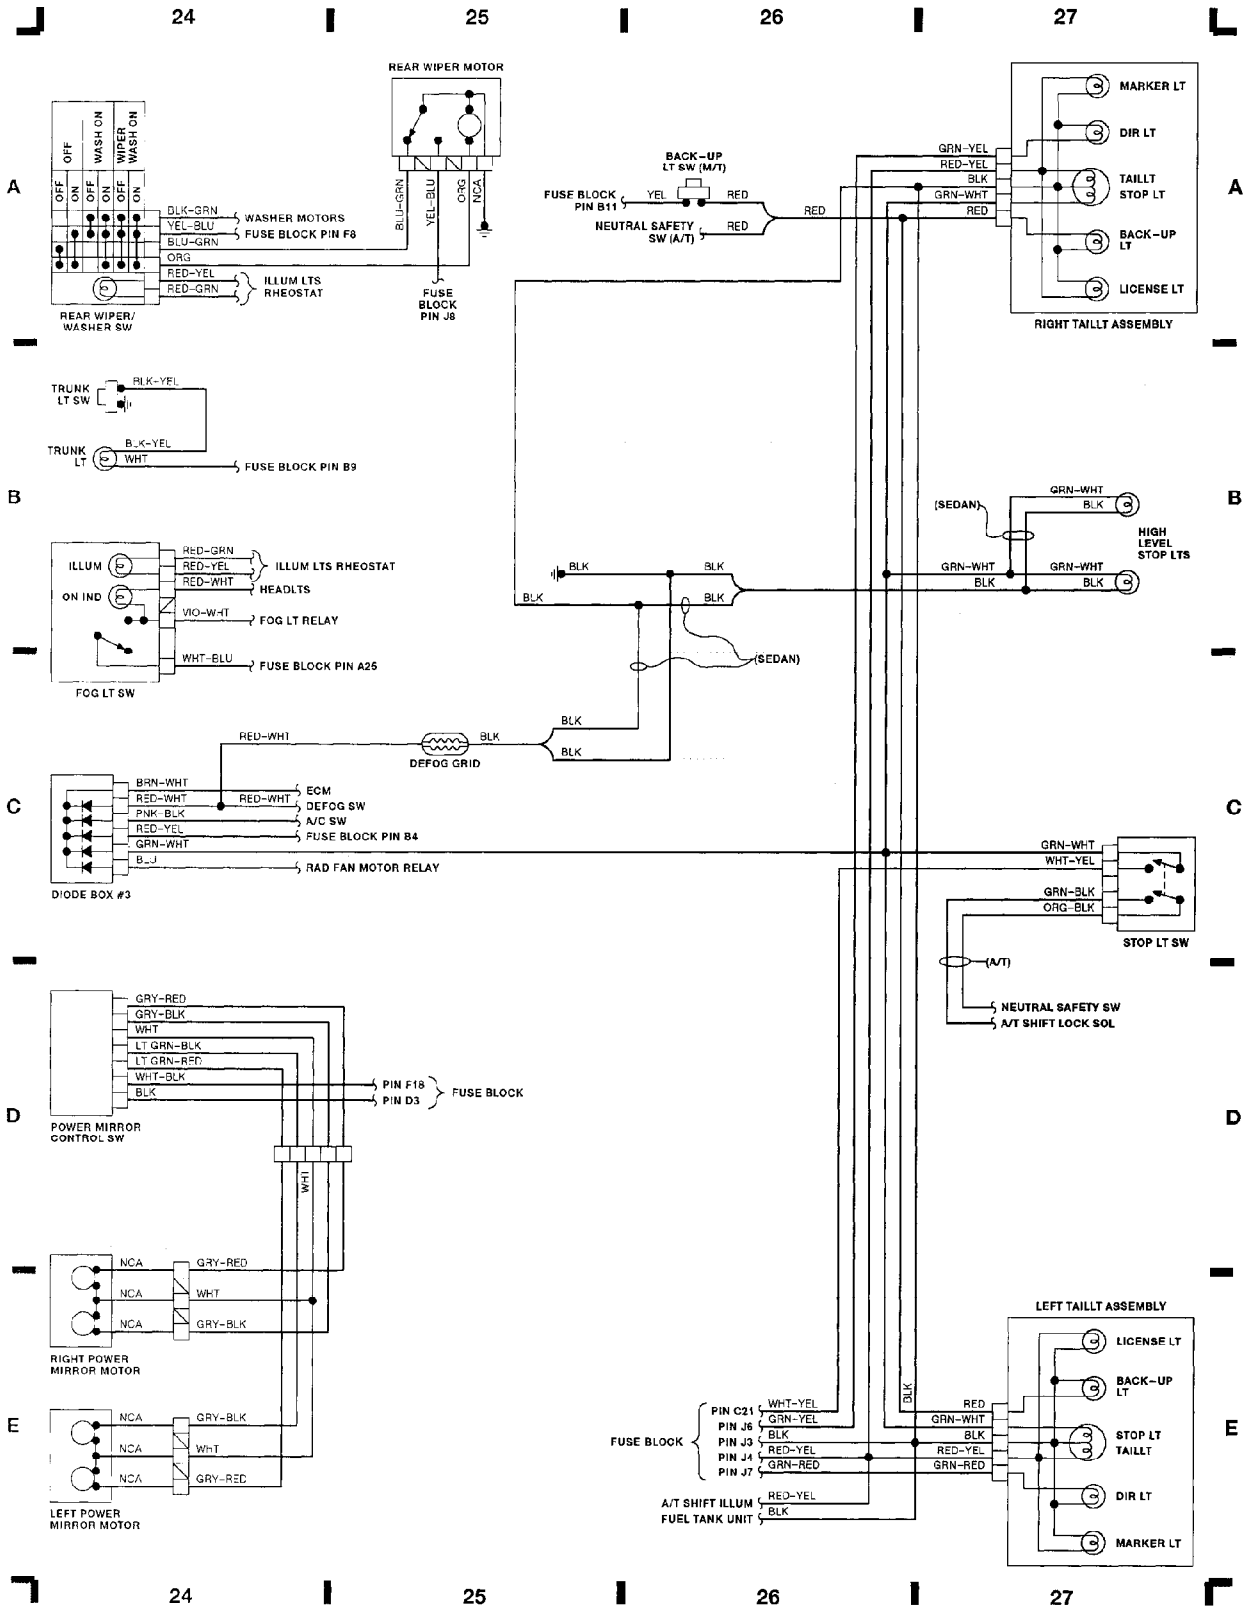 24 25 26 27
REAR WIPER MOTOR
OFF
WASH ON
WIPER
WASH ON
OFF ON OFF ON OFF ON
A
BLK-GRN
WASHER MOTORS
YEL-BLU
FUSE BLOCK PIN F8
BLU-GRN
ORG
RED-YEL
RED-GRN
ILLUM LTS
RHEOSTAT
REAR WIPER/
WASHER SW
BLU-GRN
YEL-BLU
ORG
NCA
FUSE
BLOCK
PIN J8
BACK-UP
LT SW (M/T)
FUSE BLOCK
PIN B11
YEL
RED
NEUTRAL SAFETY
SW (A/T)
RED
RED
GRN-YEL
RED-YEL
BLK
GRN-WHT
RED
MARKER LT
DIR LT
TAILLT
STOP LT
BACK-UP
LT
LICENSE LT
RIGHT TAILLT ASSEMBLY
A
TRUNK
LT SW
BLK-YEL
TRUNK
LT
BLK-YEL
WHT
FUSE BLOCK PIN B9
B
ILLUM
ON IND
RED-GRN
RED-YEL
ILLUM LTS RHEOSTAT
RED-WHT
HEADLTS
VIO-WHT
FOG LT RELAY
WHT-BLU
FUSE BLOCK PIN A25
FOG LT SW
BLK
BLK
BLK
BLK
(SEDAN)
(SEDAN)
GRN-WHT
BLK
GRN-WHT
BLK
GRN-WHT
BLK
HIGH
LEVEL
STOP LTS
B
RED-WHT
DEFOG GRID
BLK
BLK
BLK
C
BRN-WHT
ECM
RED-WHT
RED-WHT
DEFOG SW
PNK-BLK
A/C SW
RED-YEL
FUSE BLOCK PIN B4
GRN-WHT
BLU
RAD FAN MOTOR RELAY
DIODE BOX #3
GRN-WHT
WHT-YEL
GRN-BLK
ORG-BLK
STOP LT SW
(A/T)
NEUTRAL SAFETY SW
A/T SHIFT LOCK SOL
C
D
GRY-RED
GRY-BLK
WHT
LT GRN-BLK
LT GRN-RED
WHT-BLK
PIN F18
BLK
PIN D3
FUSE BLOCK
POWER MIRROR
CONTROL SW
WHT
D
NCA
GRY-RED
NCA
WHT
NCA
GRY-BLK
RIGHT POWER
MIRROR MOTOR
E
NCA
GRY-BLK
NCA
WHT
NCA
GRY-RED
LEFT POWER
MIRROR MOTOR
FUSE BLOCK
PIN C21
WHT-YEL
PIN J6
GRN-YEL
PIN J3
BLK
PIN J4
RED-YEL
PIN J7
GRN-RED
A/T SHIFT ILLUM
RED-YEL
FUEL TANK UNIT
BLK
BLK
RED
GRN-WHT
BLK
RED-YEL
GRN-RED
LEFT TAILLT ASSEMBLY
LICENSE LT
BACK-UP
LT
STOP LT
TAILLT
DIR LT
MARKER LT
E
24 25 26 27